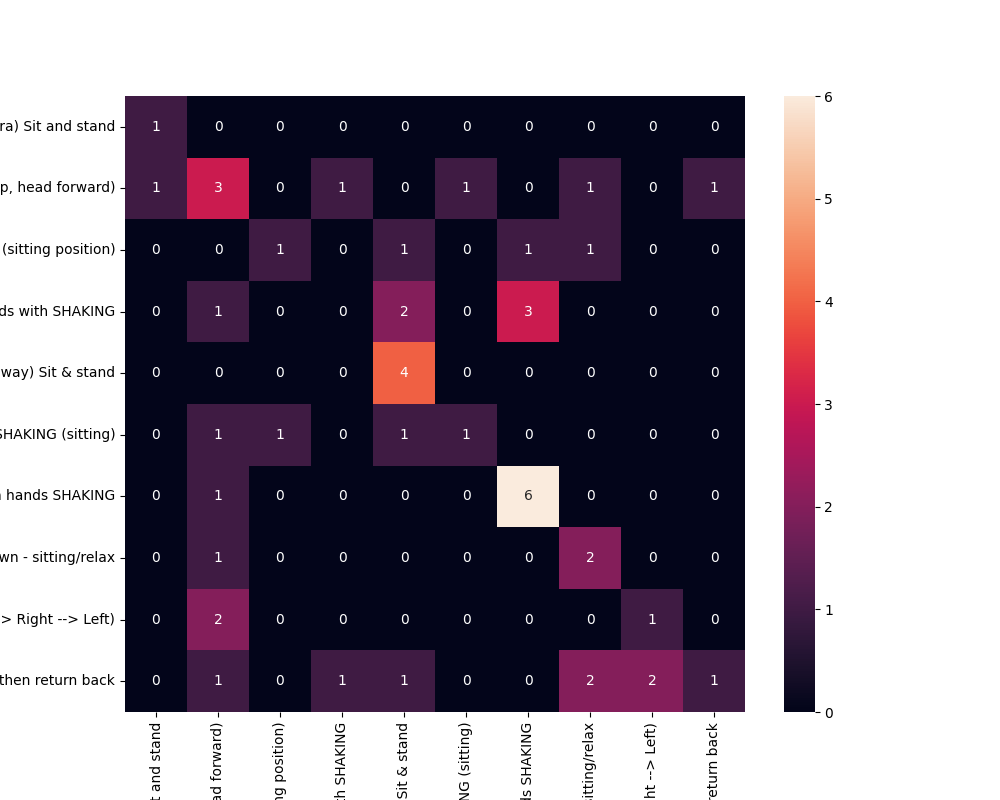 ra) Sit and stand 1 0 0 0 0 0 0 0 0 0
p, head forward) 1 3 0 1 0 1 0 1 0 1
(sitting position) 0 0 1 0 1 0 1 1 0 0
ds with SHAKING 0 1 0 0 2 0 3 0 0 0
way) Sit & stand 0 0 0 0 4 0 0 0 0 0
SHAKING (sitting) 0 1 1 0 1 1 0 0 0 0
hands SHAKING 0 1 0 0 0 0 6 0 0 0
wn - sitting/relax 0 1 0 0 0 0 0 2 0 0
> Right --> Left) 0 2 0 0 0 0 0 0 1 0
then return back 0 1 0 1 1 0 0 2 2 1
t and stand
ad forward)
ng position)
th SHAKING
Sit & stand
NG (sitting)
ds SHAKING
sitting/relax
ht --> Left)
return back
6
5
4
3
2
1
0